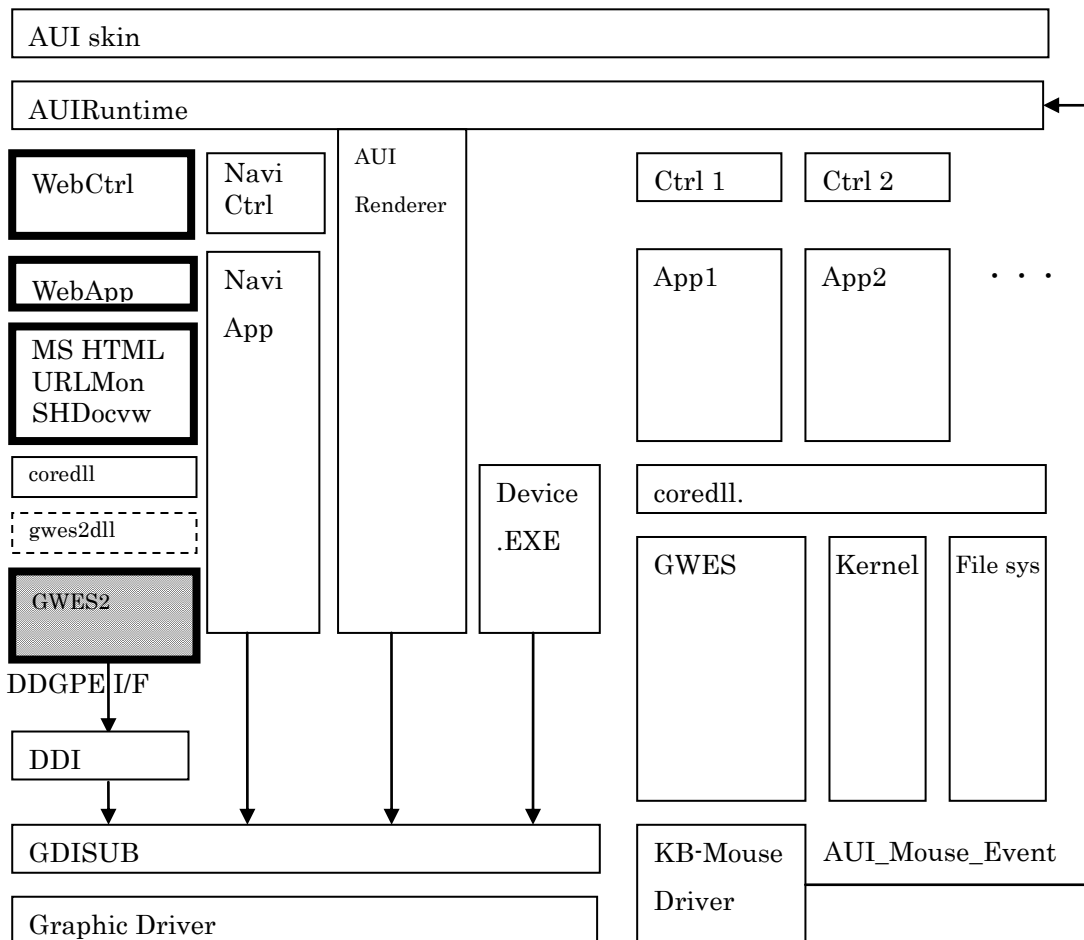 AUI skin
AUIRuntime
WebCtrl
Navi
Ctrl
AUI
Renderer
Ctrl 1
Ctrl 2
WebApp
Navi
App
App1
App2
・・・
MS HTML
URLMon
SHDocvw
coredll
gwes2dll
Device
.EXE
coredll.
GWES2
GWES
Kernel
File sys
DDGPE I/F
DDI
GDISUB
KB-Mouse
Driver
AUI_Mouse_Event
Graphic Driver